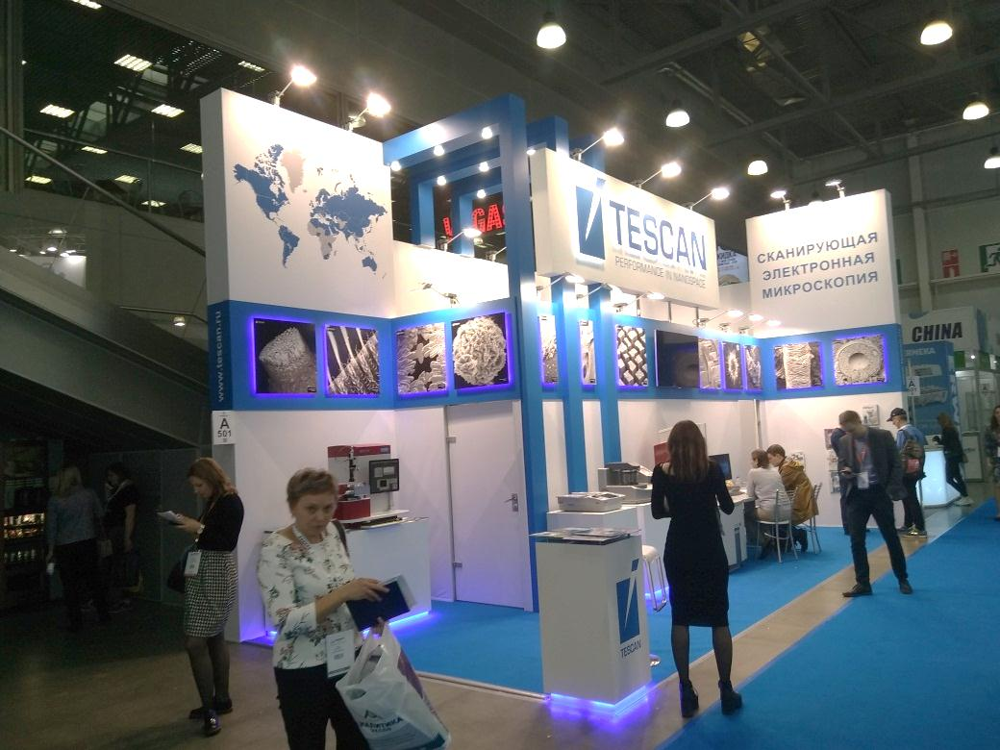 TESCAN
PERFORMANCE IN NANOSPACE
СКАНИРУЮЩАЯ
ЭЛЕКТРОННАЯ
МИКРОСКОПИЯ
www.tescan.ru
A
501
CHINA
A
TESCAN